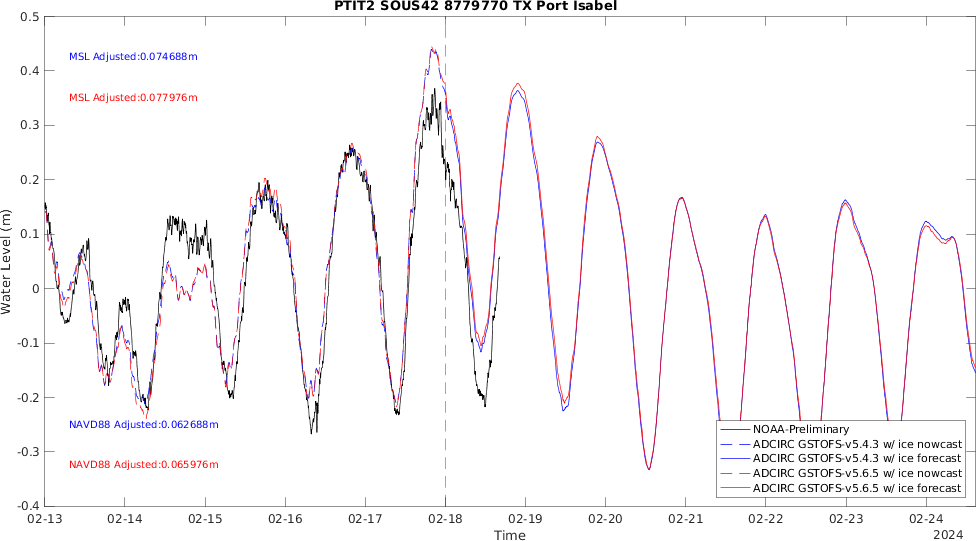 PTIT2 SOUS42 8779770 TX Port Isabel
0.5
0.4
0.3
0.2
0.1
0
-0.1
-0.2
-0.3
-0.4
Water Level (m)
MSL Adjusted:0.074688m
MSL Adjusted:0.077976m
NAVD88 Adjusted:0.062688m
NAVD88 Adjusted:0.065976m
NOAA-Preliminary
ADCIRC GSTOFS-v5.4.3 w/ ice nowcast
ADCIRC GSTOFS-v5.4.3 w/ ice forecast
ADCIRC GSTOFS-v5.6.5 w/ ice nowcast
ADCIRC GSTOFS-v5.6.5 w/ ice forecast
02-13 02-14 02-15 02-16 02-17 02-18 02-19 02-20 02-21 02-22 02-23 02-24
Time
2024